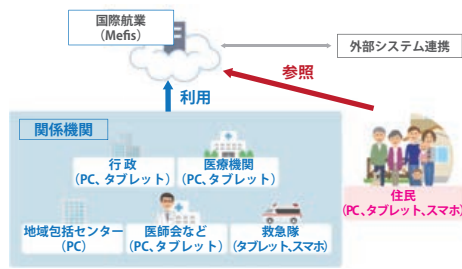 国際航業
（Mefis）
外部システム連携
参照
利用
関係機関
行 政
（PC、タブレット）
医療機関
（PC、タブレット）
住民
（PC、タブレット、スマホ）
地域包括センター
（PC）
医師会など
（PC、タブレット）
救急隊
（タブレット、スマホ）